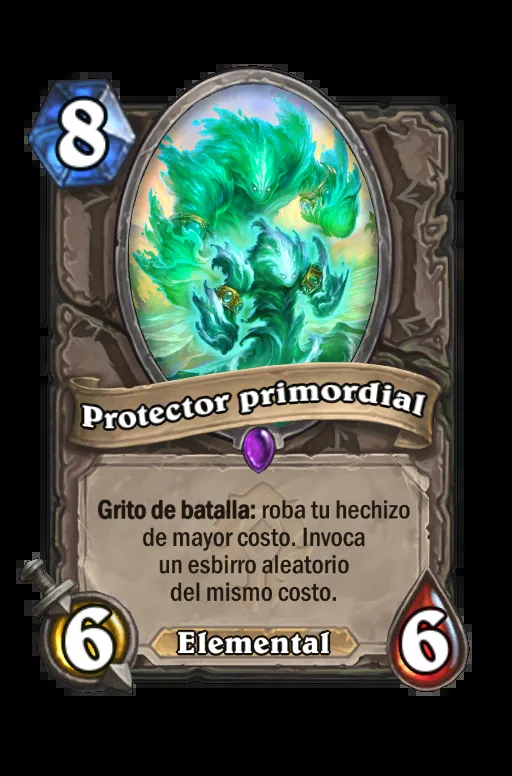 8
Protector primordial
Grito de batalla: roba tu hechizo
de mayor costo. Invoca
un esbirro aleatorio
del mismo costo.
6
Elemental
6